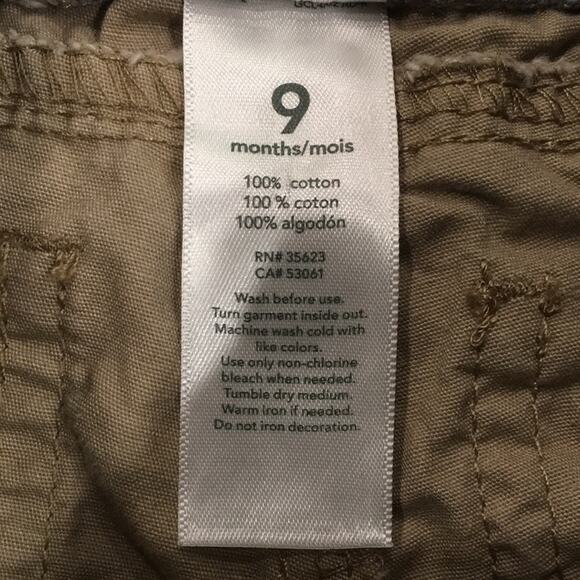 9
months/mois
100% cotton
100 % coton
100% algodón
RN# 35623
CA# 53061
Wash before use.
Turn garment inside out.
Machine wash cold with
like colors.
Use only non-chlorine
bleach when needed.
Tumble dry medium.
Warm iron if needed.
Do not iron decoration.